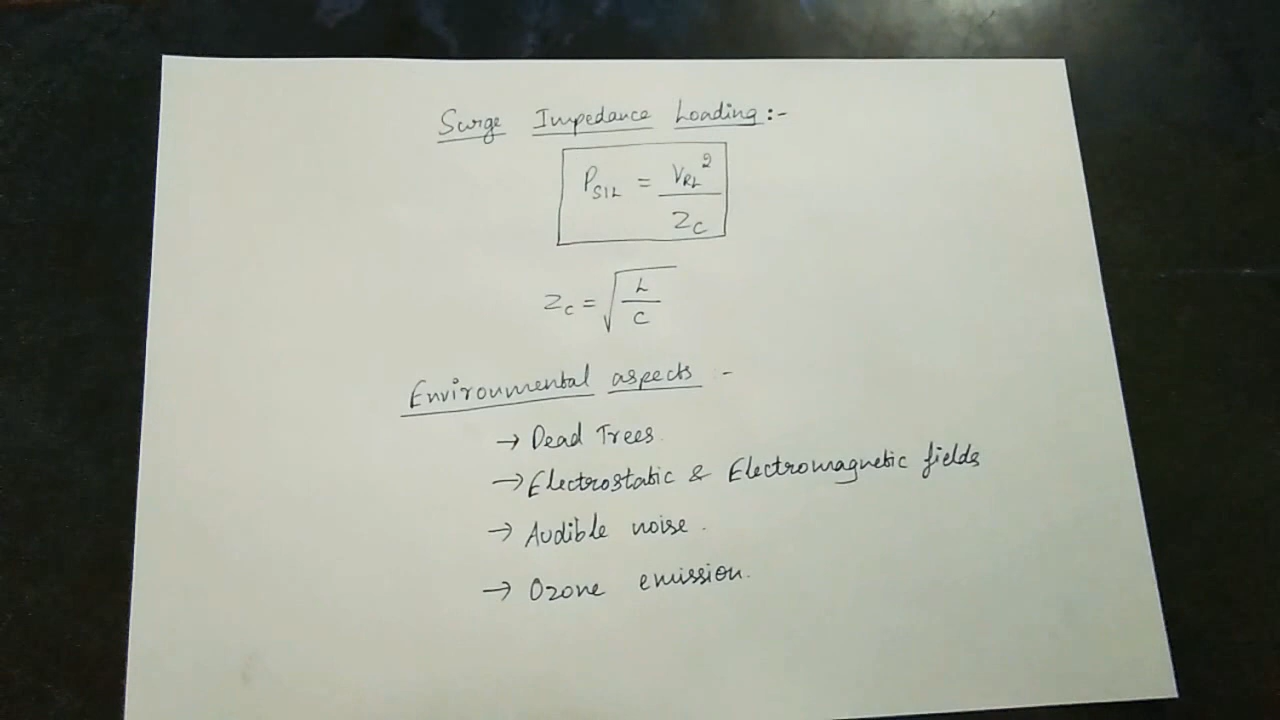 Surge Impedance Loading :-
P_SIL = V_RL^2 / Z_C
Z_C = √(L/C)
Environmental aspects -
→ Dead Trees.
→ Electrostatic & Electromagnetic fields
→ Audible noise.
→ Ozone emission.